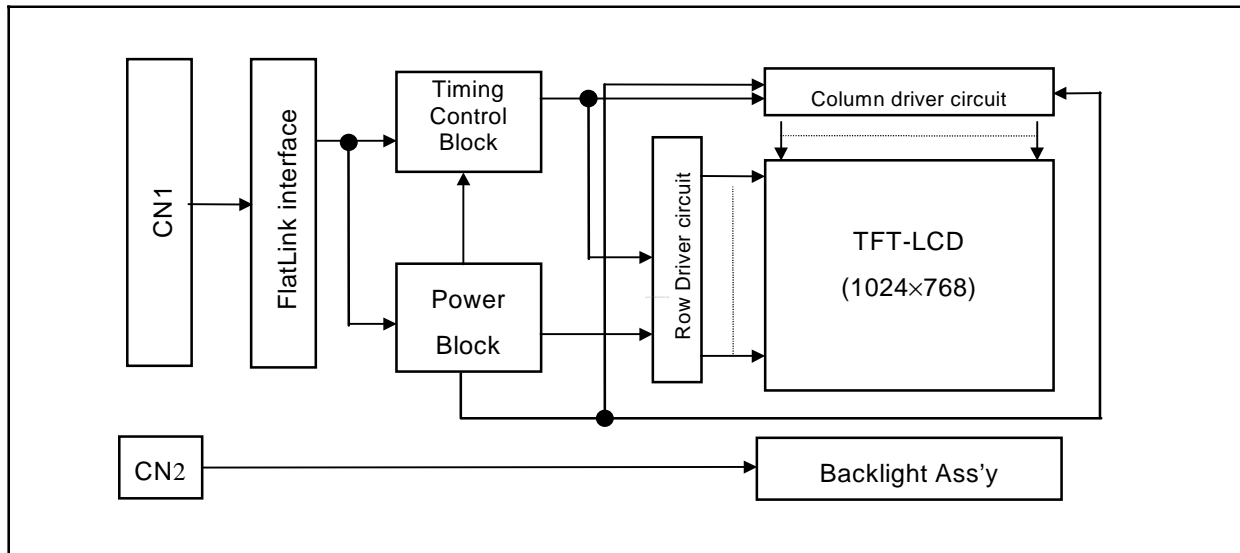 CN1
FlatLink interface
Timing
Control
Block
Power
Block
Row Driver circuit
Column driver circuit
TFT-LCD
(1024×768)
CN2
Backlight Ass'y